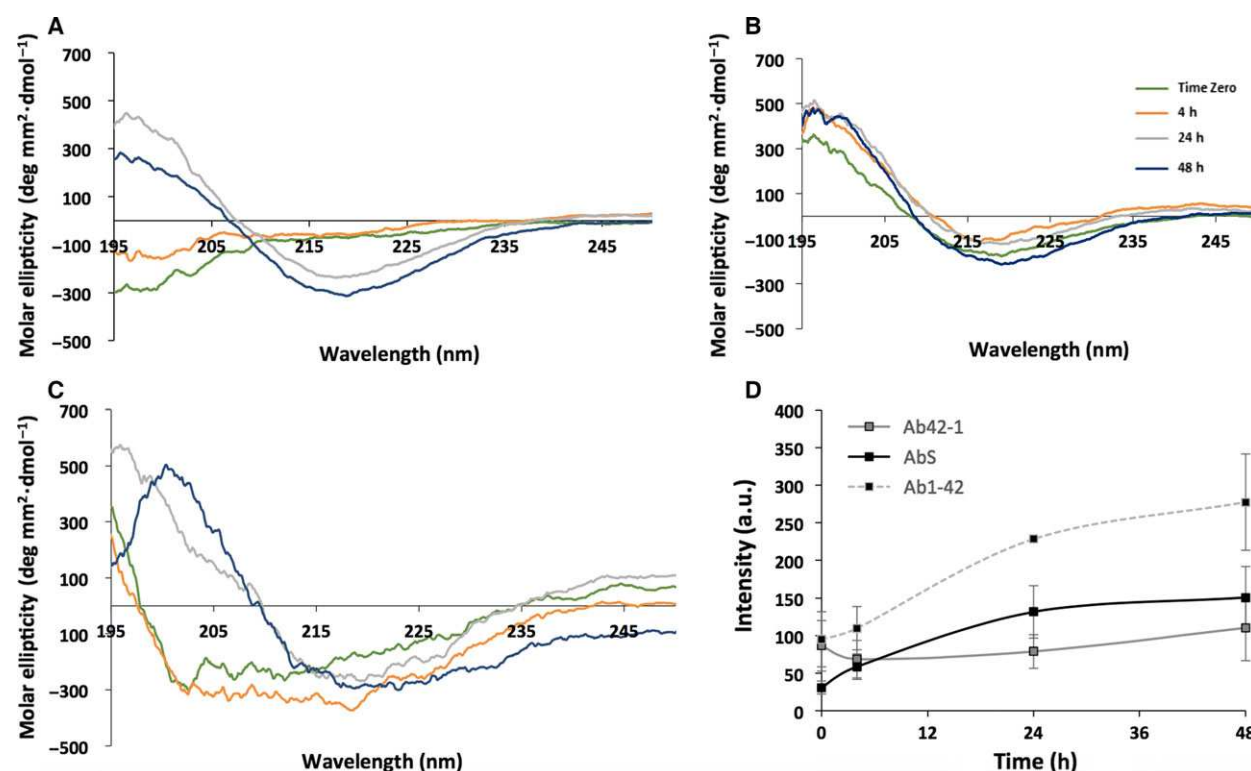 A
Molar ellipticity (deg mm²·dmol⁻¹)
700
500
300
100
−100
−300
−500
195
205
215
225
235
245
Wavelength (nm)
B
Molar ellipticity (deg mm²·dmol⁻¹)
700
500
300
100
−100
−300
−500
195
205
215
225
235
245
Time Zero
4 h
24 h
48 h
Wavelength (nm)
C
Molar ellipticity (deg mm²·dmol⁻¹)
700
500
300
100
100
−300
−500
195
205
215
225
235
245
Wavelength (nm)
D
Intensity (a.u.)
400
350
300
250
200
150
100
50
0
Ab42-1
AbS
Ab1-42
0
12
24
36
48
Time (h)